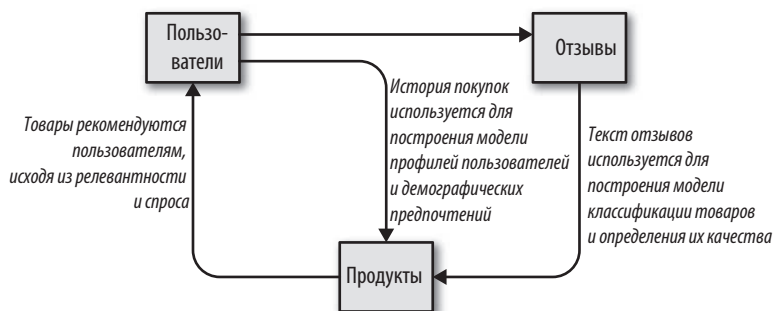 Пользо-
ватели
Отзывы
Товары рекомендуются
пользователям,
исходя из релевантности
и спроса
История покупок
используется для
построения модели
профилей пользователей
и демографических
предпочтений
Текст отзывов
используется для
построения модели
классификации товаров
и определения их качества
Продукты